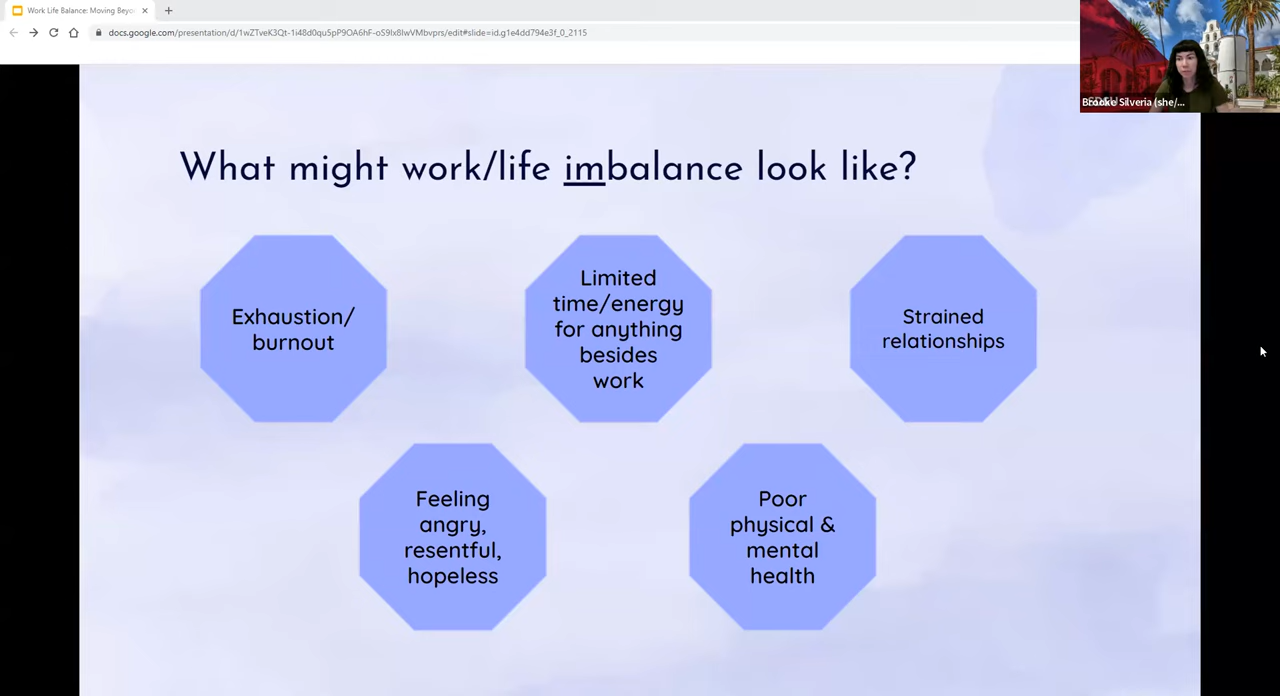 Work Life Balance: Moving Beyo
docs.google.com/presentation/d/1wZTveK3Qt-1i48d0qu5pP9OA6hF-oS9Ix8IwVMbvprs/edit#slide=id.g1e4dd794e3f_0_2115
Brooke Silveria (she/...
What might work/life imbalance look like?
Exhaustion/
burnout
Limited
time/energy
for anything
besides
work
Strained
relationships
Feeling
angry,
resentful,
hopeless
Poor
physical &
mental
health